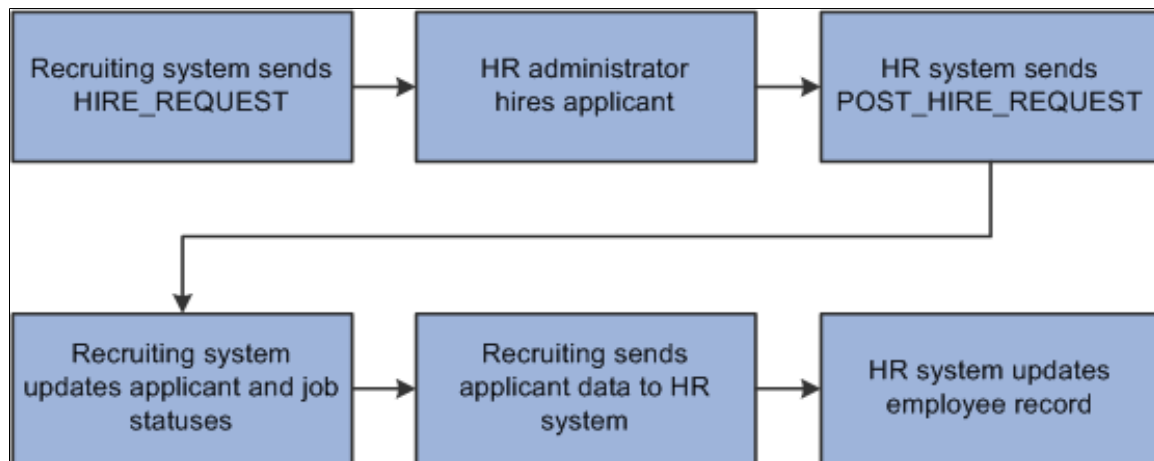 Recruiting system sends
HIRE_REQUEST
HR administrator
hires applicant
HR system sends
POST_HIRE_REQUEST
Recruiting system
updates applicant and job
statuses
Recruiting sends
applicant data to HR
system
HR system updates
employee record